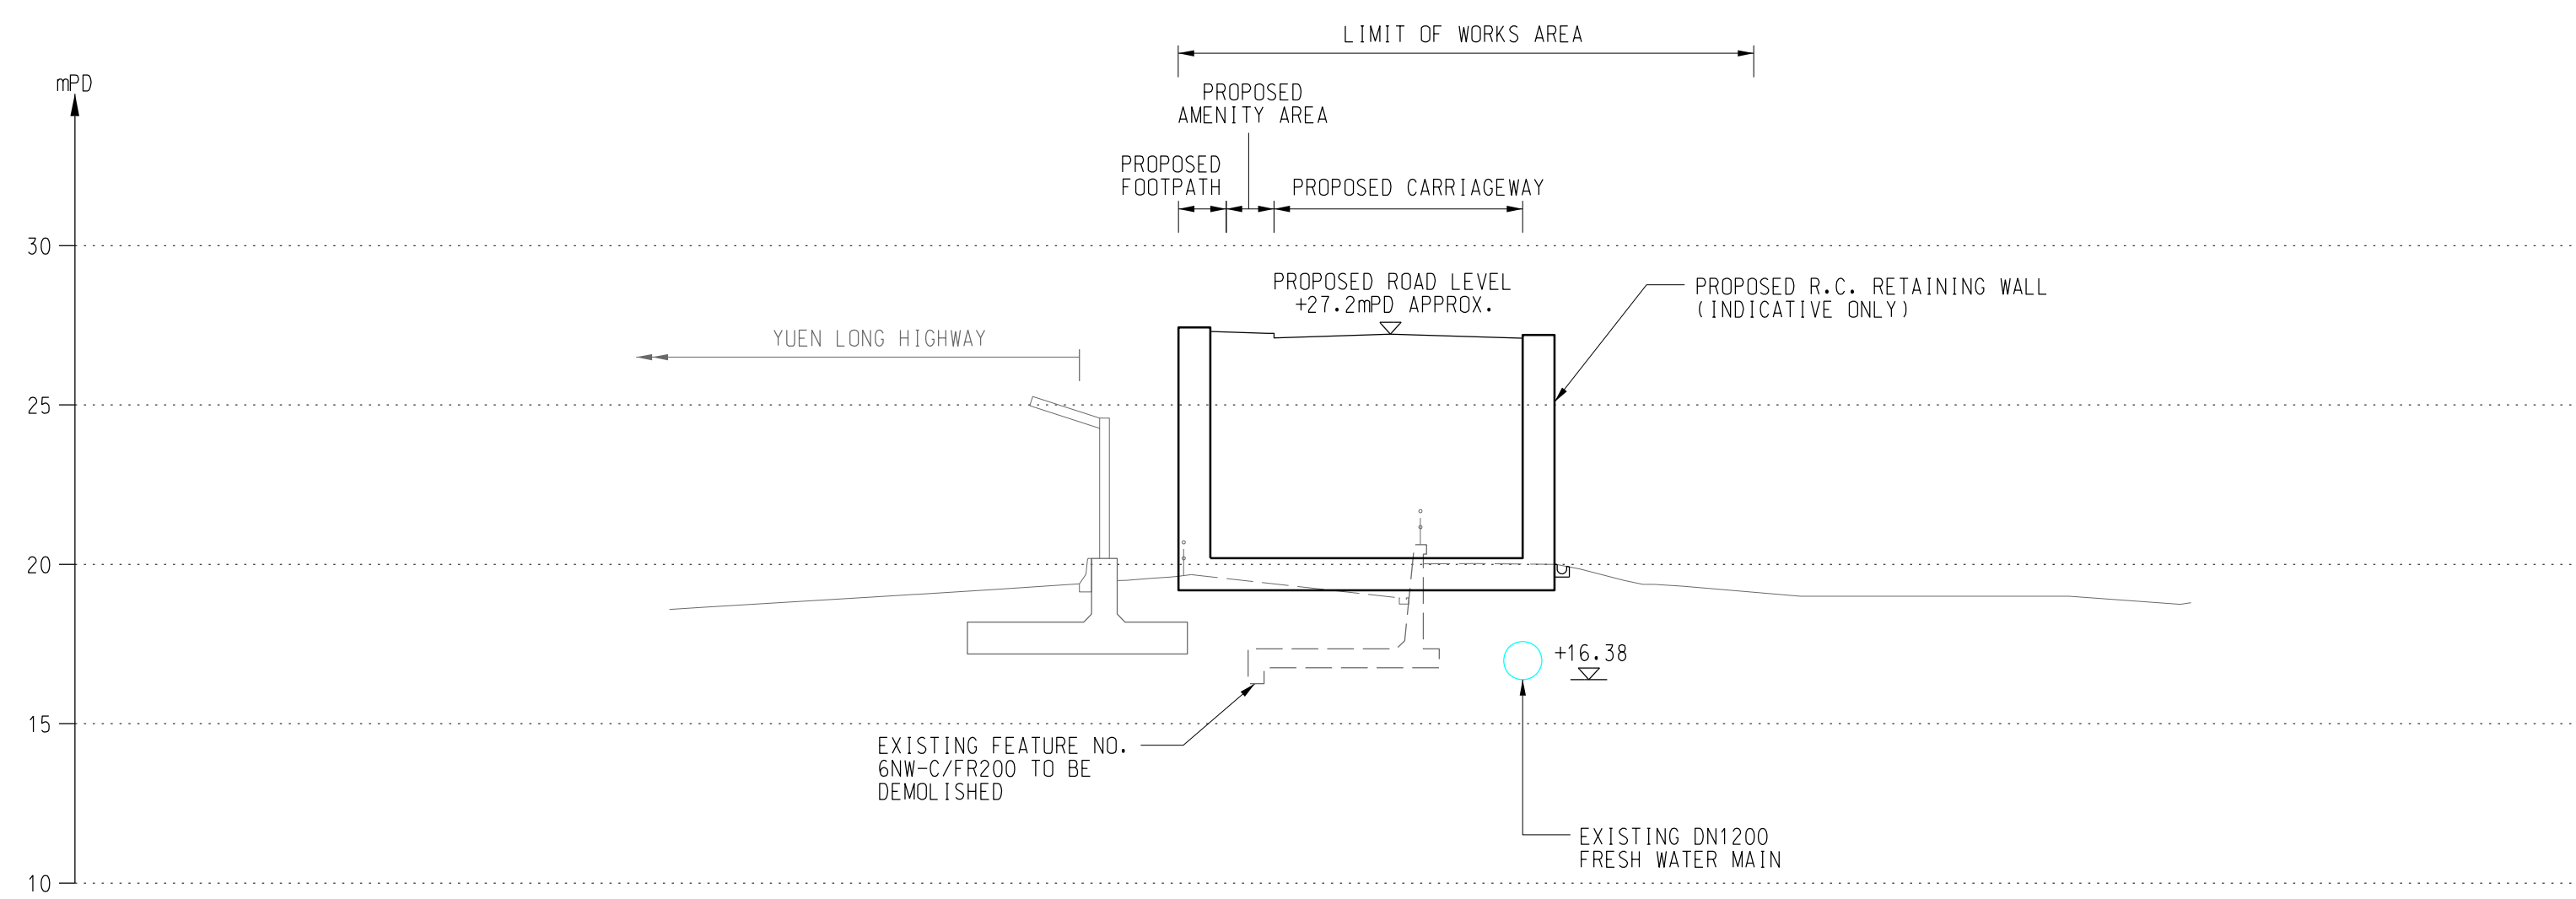 LIMIT OF WORKS AREA
mPD
PROPOSED
AMENITY AREA
PROPOSED
FOOTPATH
PROPOSED CARRIAGEWAY
30
PROPOSED ROAD LEVEL
+27.2mPD APPROX.
PROPOSED R.C. RETAINING WALL
(INDICATIVE ONLY)
YUEN LONG HIGHWAY
25
20
+16.38
15
EXISTING FEATURE NO.
6NW-C/FR200 TO BE
DEMOLISHED
EXISTING DN1200
FRESH WATER MAIN
10